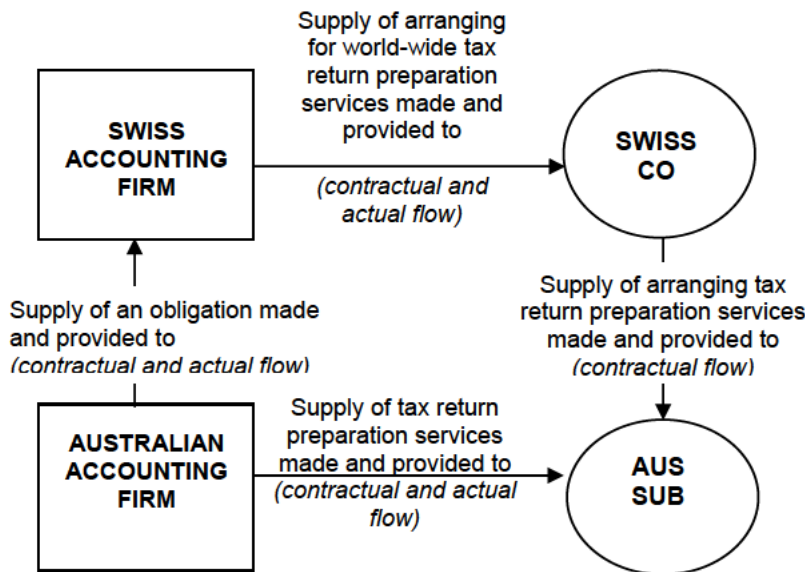 Supply of arranging
for world-wide tax
return preparation
services made and
provided to
SWISS
ACCOUNTING
FIRM
SWISS
CO
(contractual and
actual flow)
Supply of an obligation made
and provided to
(contractual and actual flow)
Supply of arranging tax
return preparation services
made and provided to
(contractual flow)
AUSTRALIAN
ACCOUNTING
FIRM
Supply of tax return
preparation services
made and provided to
(contractual and actual
flow)
AUS
SUB